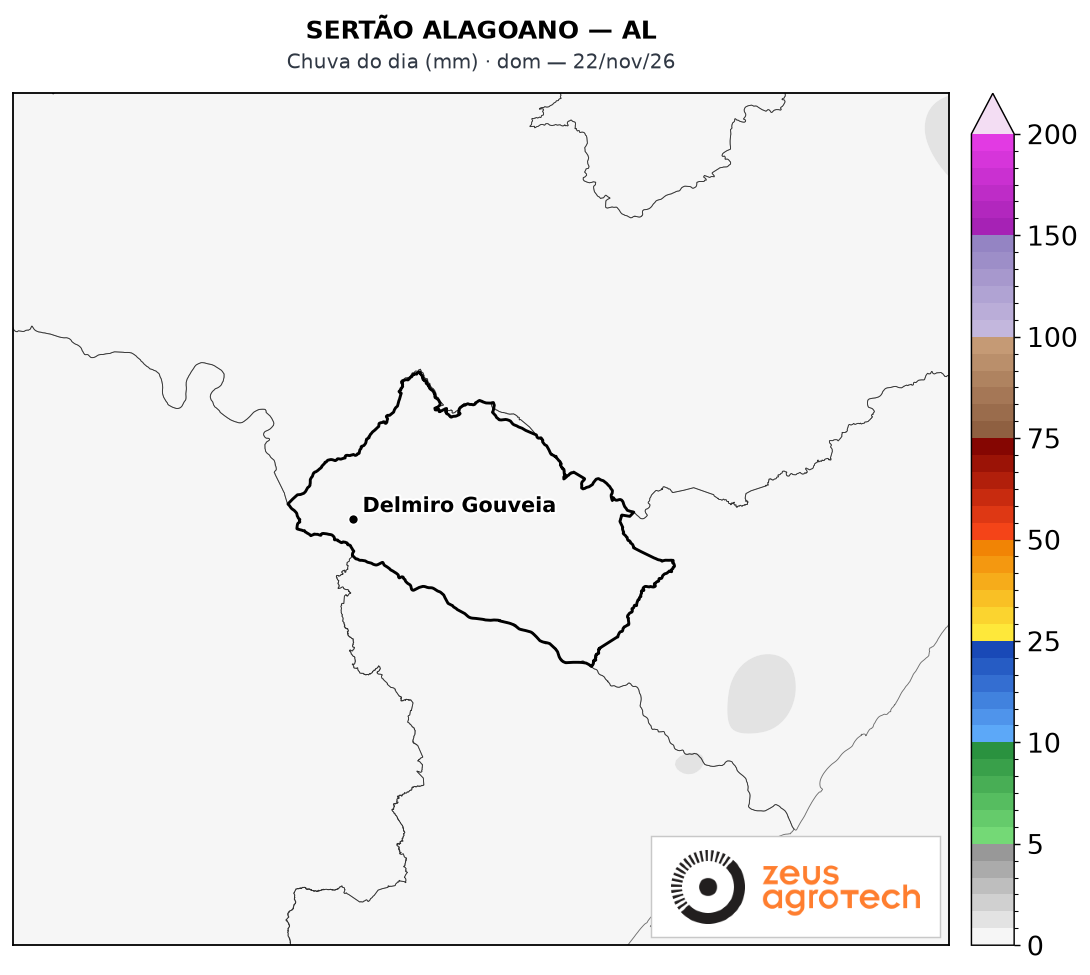 SERTÃO ALAGOANO — AL
Chuva do dia (mm) · dom — 22/nov/26
200
150
100
75
50
25
10
5
0
Delmiro Gouveia
zeus
agrotech